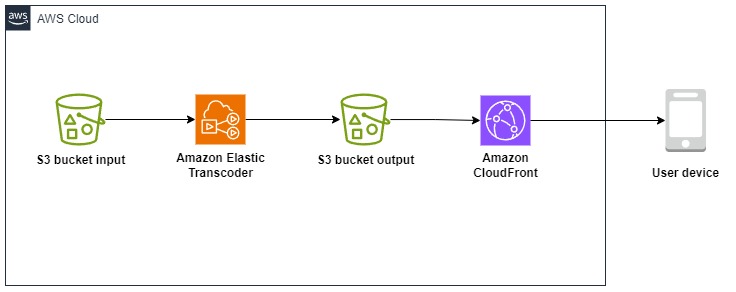 aws
AWS Cloud
S3 bucket input
Amazon Elastic
Transcoder
S3 bucket output
Amazon
CloudFront
User device